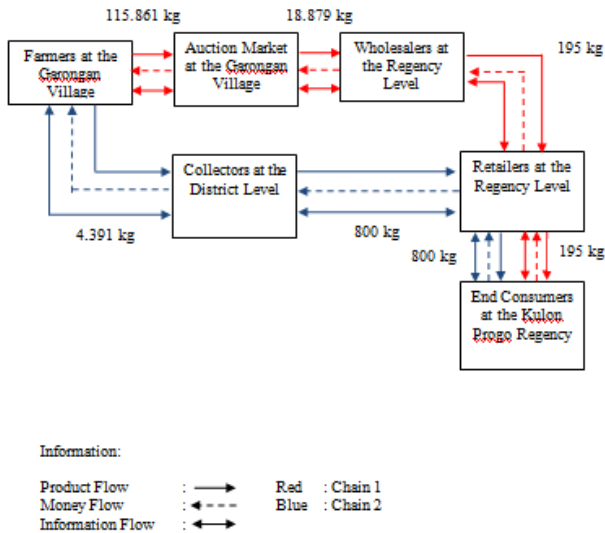 115.861 kg
18.879 kg
Farmers at the
Garongan
Village
Auction Market
at the Garongan
Village
Wholesalers at
the Regency
Level
195 kg
Collectors at the
District Level
Retailers at the
Regency Level
4.391 kg
800 kg
800 kg
195 kg
End Consumers
at the Kulon
Progo Regency
Information:
Product Flow :
Red : Chain 1
Money Flow :
Blue : Chain 2
Information Flow :